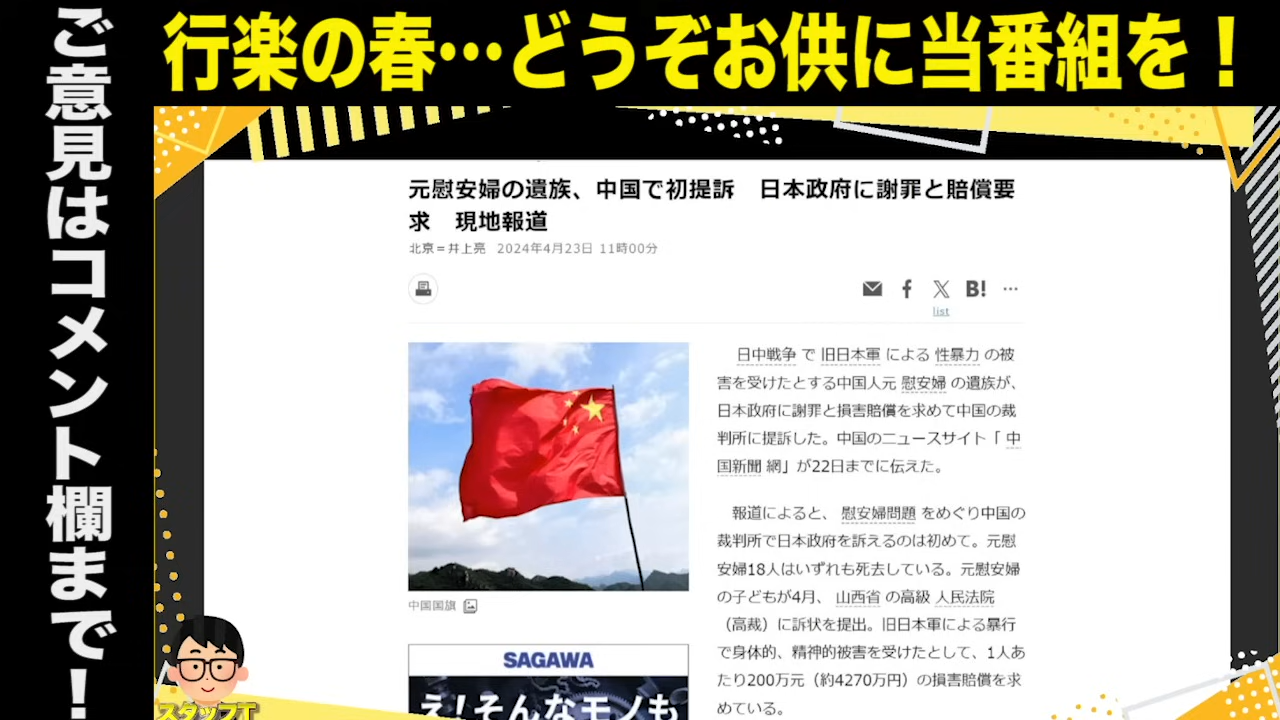 行楽の春…どうぞお供に当番組を！
ご意見はコメント欄まで！
元慰安婦の遺族、中国で初提訴　日本政府に謝罪と賠償要
求　現地報道
北京＝井上亮　2024年4月23日 11時00分
B!
list
日中戦争 で 旧日本軍 による 性暴力 の被
害を受けたとする中国人元 慰安婦 の遺族が、
日本政府に謝罪と損害賠償を求めて中国の裁
判所に提訴した。中国のニュースサイト「 中
国新聞 網」が22日までに伝えた。
報道によると、 慰安婦問題 をめぐり中国の
裁判所で日本政府を訴えるのは初めて。元慰
安婦18人はいずれも死去している。元慰安婦
の子どもが4月、 山西省 の高級 人民法院
（高裁）に訴状を提出。旧日本軍による暴行
で身体的、精神的被害を受けたとして、1人あ
たり200万元（約4270万円）の損害賠償を求
めている。
中国国旗
SAGAWA
え！そんなモノも
スタッフT